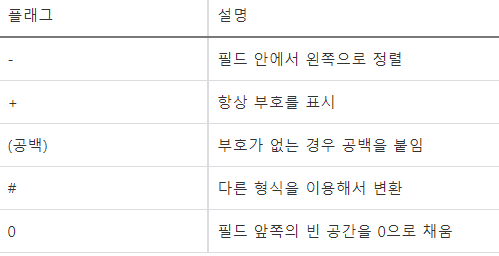 플래그 설명
- 필드 안에서 왼쪽으로 정렬
+ 항상 부호를 표시
(공백) 부호가 없는 경우 공백을 붙임
# 다른 형식을 이용해서 변환
0 필드 앞쪽의 빈 공간을 0으로 채움